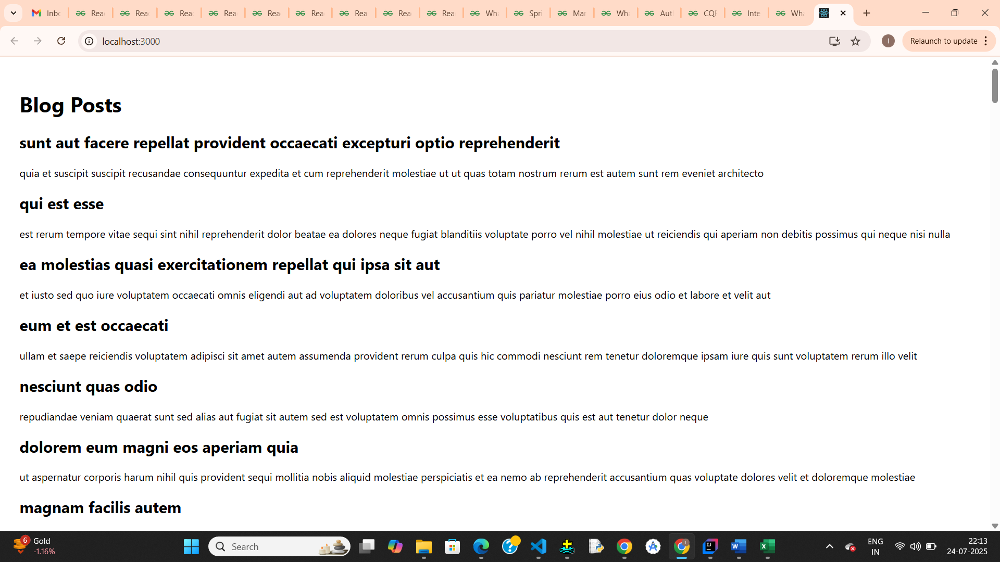 Inbo
Rea
Rea
Rea
Rea
Rea
Rea
Rea
Rea
Rea
Wha
Spri
Mar
Wha
Aut
CQR
Inte
Wha
localhost:3000
I
Relaunch to update
Blog Posts
sunt aut facere repellat provident occaecati excepturi optio reprehenderit
quia et suscipit suscipit recusandae consequuntur expedita et cum reprehenderit molestiae ut ut quas totam nostrum rerum est autem sunt rem eveniet architecto
qui est esse
est rerum tempore vitae sequi sint nihil reprehenderit dolor beatae ea dolores neque fugiat blanditiis voluptate porro vel nihil molestiae ut reiciendis qui aperiam non debitis possimus qui neque nisi nulla
ea molestias quasi exercitationem repellat qui ipsa sit aut
et iusto sed quo iure voluptatem occaecati omnis eligendi aut ad voluptatem doloribus vel accusantium quis pariatur molestiae porro eius odio et labore et velit aut
eum et est occaecati
ullam et saepe reiciendis voluptatem adipisci sit amet autem assumenda provident rerum culpa quis hic commodi nesciunt rem tenetur doloremque ipsam iure quis sunt voluptatem rerum illo velit
nesciunt quas odio
repudiandae veniam quaerat sunt sed alias aut fugiat sit autem sed est voluptatem omnis possimus esse voluptatibus quis est aut tenetur dolor neque
dolorem eum magni eos aperiam quia
ut aspernatur corporis harum nihil quis provident sequi mollitia nobis aliquid molestiae perspiciatis et ea nemo ab reprehenderit accusantium quas voluptate dolores velit et doloremque molestiae
magnam facilis autem
6
Gold
-1.16%
Search
ENG
IN
22:13
24-07-2025